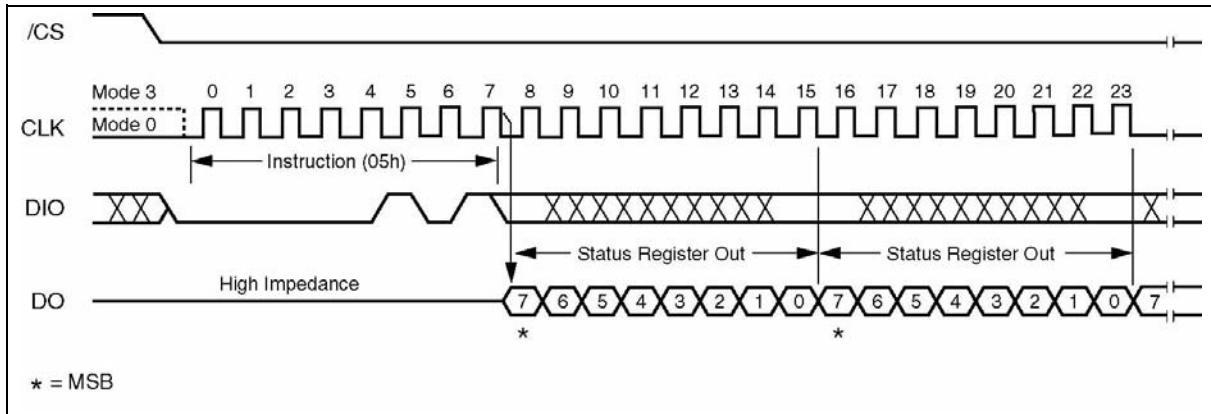 /CS
Mode 3
0 1 2 3 4 5 6 7 8 9 10 11 12 13 14 15 16 17 18 19 20 21 22 23
CLK
Mode 0
Instruction (05h)
DIO
Status Register Out
Status Register Out
High Impedance
DO
7 6 5 4 3 2 1 0 7 6 5 4 3 2 1 0 7
* *
* = MSB